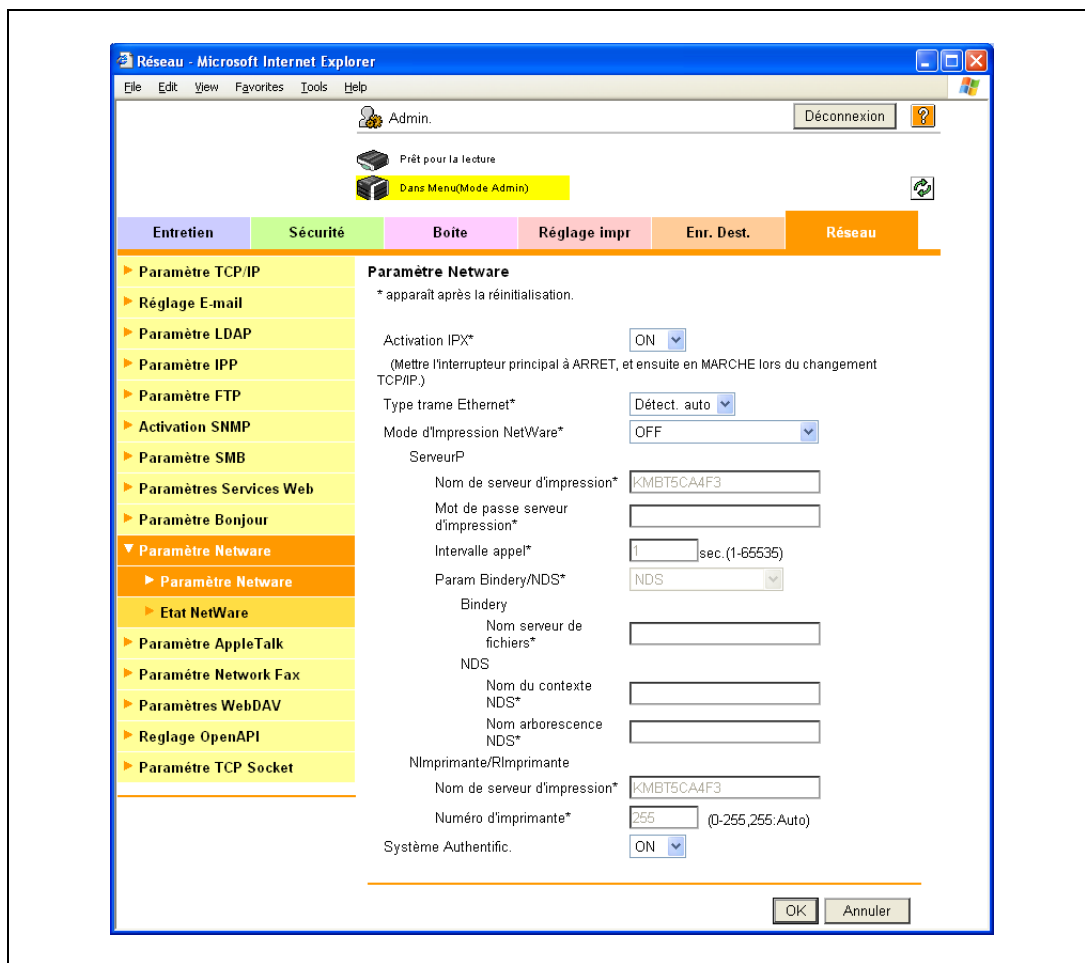 Réseau - Microsoft Internet Explorer
File Edit View Favorites Tools Help
Admin.
Déconnexion
?
Prêt pour la lecture
Dans Menu(Mode Admin)
Entretien Sécurité Boîte Réglage impr Enr. Dest. Réseau
Paramètre TCP/IP
Réglage E-mail
Paramètre LDAP
Paramètre IPP
Paramètre FTP
Activation SNMP
Paramètre SMB
Paramètres Services Web
Paramètre Bonjour
Paramètre Netware
Paramètre Netware
Etat NetWare
Paramètre AppleTalk
Paramétre Network Fax
Paramètres WebDAV
Reglage OpenAPI
Paramétre TCP Socket
Paramètre Netware
* apparaît après la réinitialisation.
Activation IPX* ON
(Mettre l'interrupteur principal à ARRET, et ensuite en MARCHE lors du changement
TCP/IP.)
Type trame Ethernet* Détect. auto
Mode d'Impression NetWare* OFF
ServeurP
Nom de serveur d'impression* KMBT5CA4F3
Mot de passe serveur
d'impression*
Intervalle appel* 1 sec.(1-65535)
Param Bindery/NDS* NDS
Bindery
Nom serveur de
fichiers*
NDS
Nom du contexte
NDS*
Nom arborescence
NDS*
NImprimante/RImprimante
Nom de serveur d'impression* KMBT5CA4F3
Numéro d'imprimante* 255 (0-255,255:Auto)
Système Authentific. ON
OK Annuler